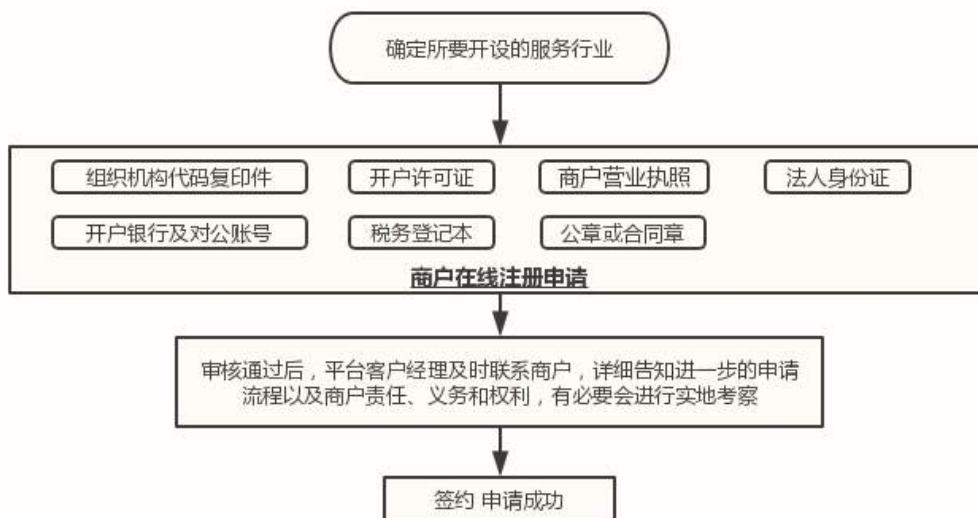 确定所要开设的服务行业
组织机构代码复印件
开户许可证
商户营业执照
法人身份证
开户银行及对公账号
税务登记本
公章或合同章
商户在线注册申请
审核通过后，平台客户经理及时联系商户，详细告知进一步的申请
流程以及商户责任、义务和权利，有必要会进行实地考察
签约 申请成功